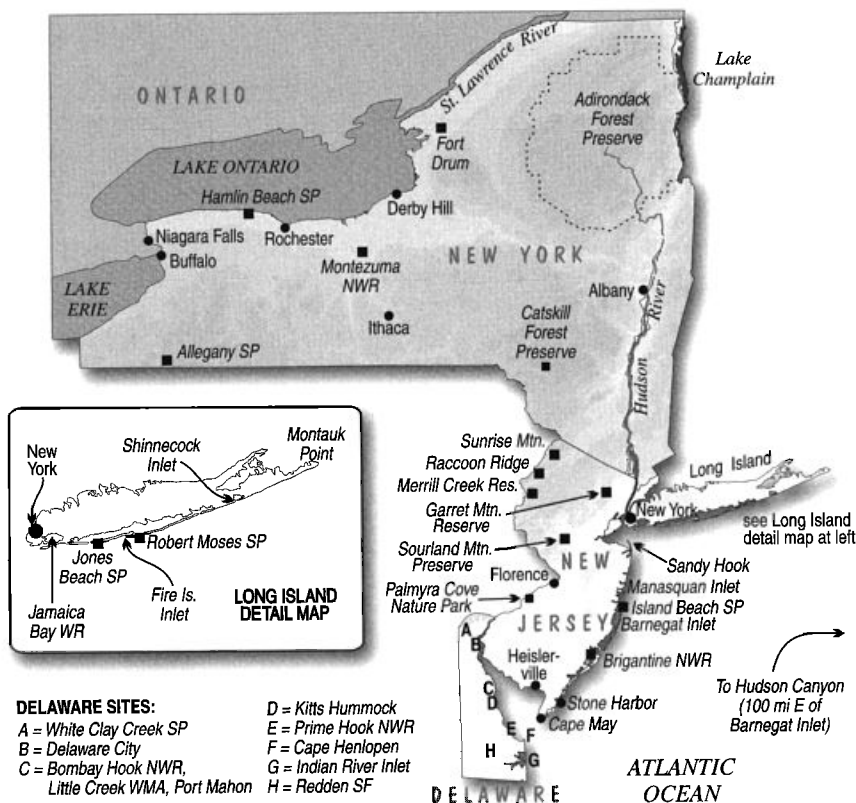 Lake
Champlain
St. Lawrence River
ONTARIO
Adirondack
Forest
Preserve
Fort
Drum
LAKE ONTARIO
Hamlin Beach SP
Derby Hill
Rochester
Niagara Falls
Buffalo
Montezuma
NWR
NEW YORK
LAKE
ERIE
Albany
Hudson River
Ithaca
Catskill
Forest
Preserve
Allegany SP
New
York
Shinnecock
Inlet
Montauk
Point
Robert Moses SP
Jones
Beach SP
Fire Is.
Inlet
Jamaica
Bay WR
LONG ISLAND
DETAIL MAP
Sunrise Mtn.
Raccoon Ridge
Merrill Creek Res.
Garret Mtn.
Reserve
Long Island
New York
see Long Island
detail map at left
Sourland Mtn.
Preserve
NEW
JERSEY
Sandy Hook
Florence
Palmyra Cove
Nature Park
Manasquan Inlet
Island Beach SP
Barnegat Inlet
A
B
Heisler-
ville
Brigantine NWR
To Hudson Canyon
(100 mi E of
Barnegat Inlet)
C
D
Stone Harbor
Cape May
E
F
G
H
DELAWARE
ATLANTIC
OCEAN
DELAWARE SITES:
A = White Clay Creek SP
B = Delaware City
C = Bombay Hook NWR,
Little Creek WMA, Port Mahon
D = Kitts Hummock
E = Prime Hook NWR
F = Cape Henlopen
G = Indian River Inlet
H = Redden SF